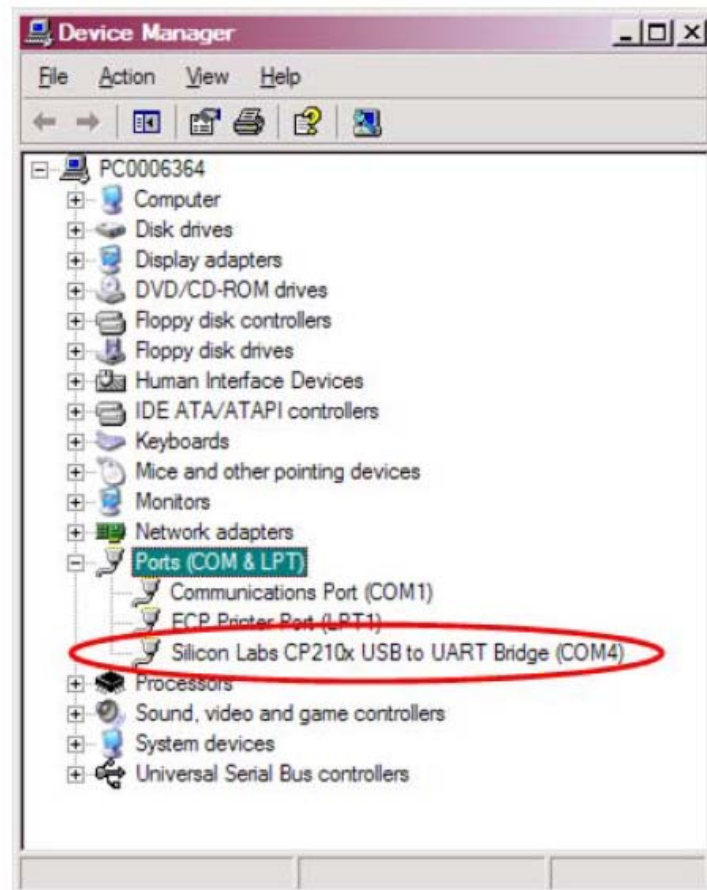 Device Manager
File Action View Help
PC0006364
Computer
Disk drives
Display adapters
DVD/CD-ROM drives
Floppy disk controllers
Floppy disk drives
Human Interface Devices
IDE ATA/ATAPI controllers
Keyboards
Mice and other pointing devices
Monitors
Network adapters
Ports (COM & LPT)
Communications Port (COM1)
ECP Printer Port (LPT1)
Silicon Labs CP210x USB to UART Bridge (COM4)
Processors
Sound, video and game controllers
System devices
Universal Serial Bus controllers